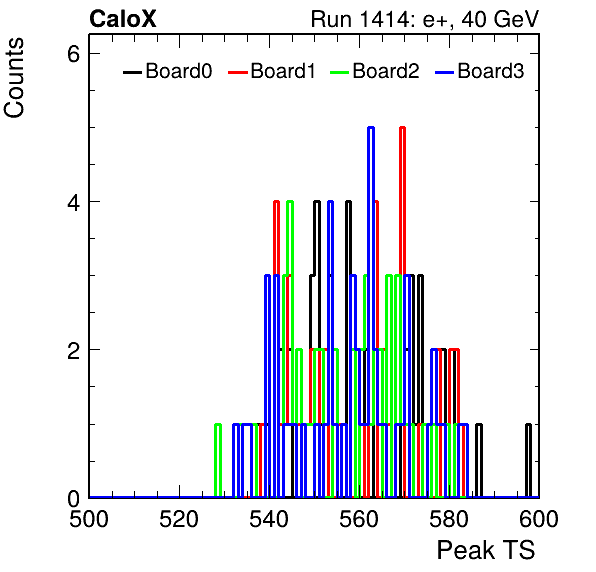 CaloX Run 1414: e+, 40 GeV
Counts
Board0 Board1 Board2 Board3
6
4
2
0
500 520 540 560 580 600
Peak TS